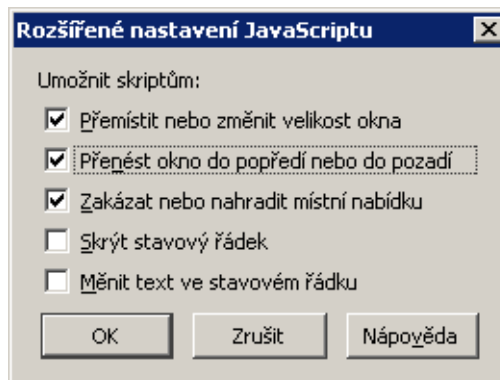 Rozšířené nastavení JavaScriptu
Umožnit skriptům:
Přemístit nebo změnit velikost okna
Přenést okno do popředí nebo do pozadí
Zakázat nebo nahradit místní nabídku
Skrýt stavový řádek
Měnit text ve stavovém řádku
OK Zrušit Nápověda